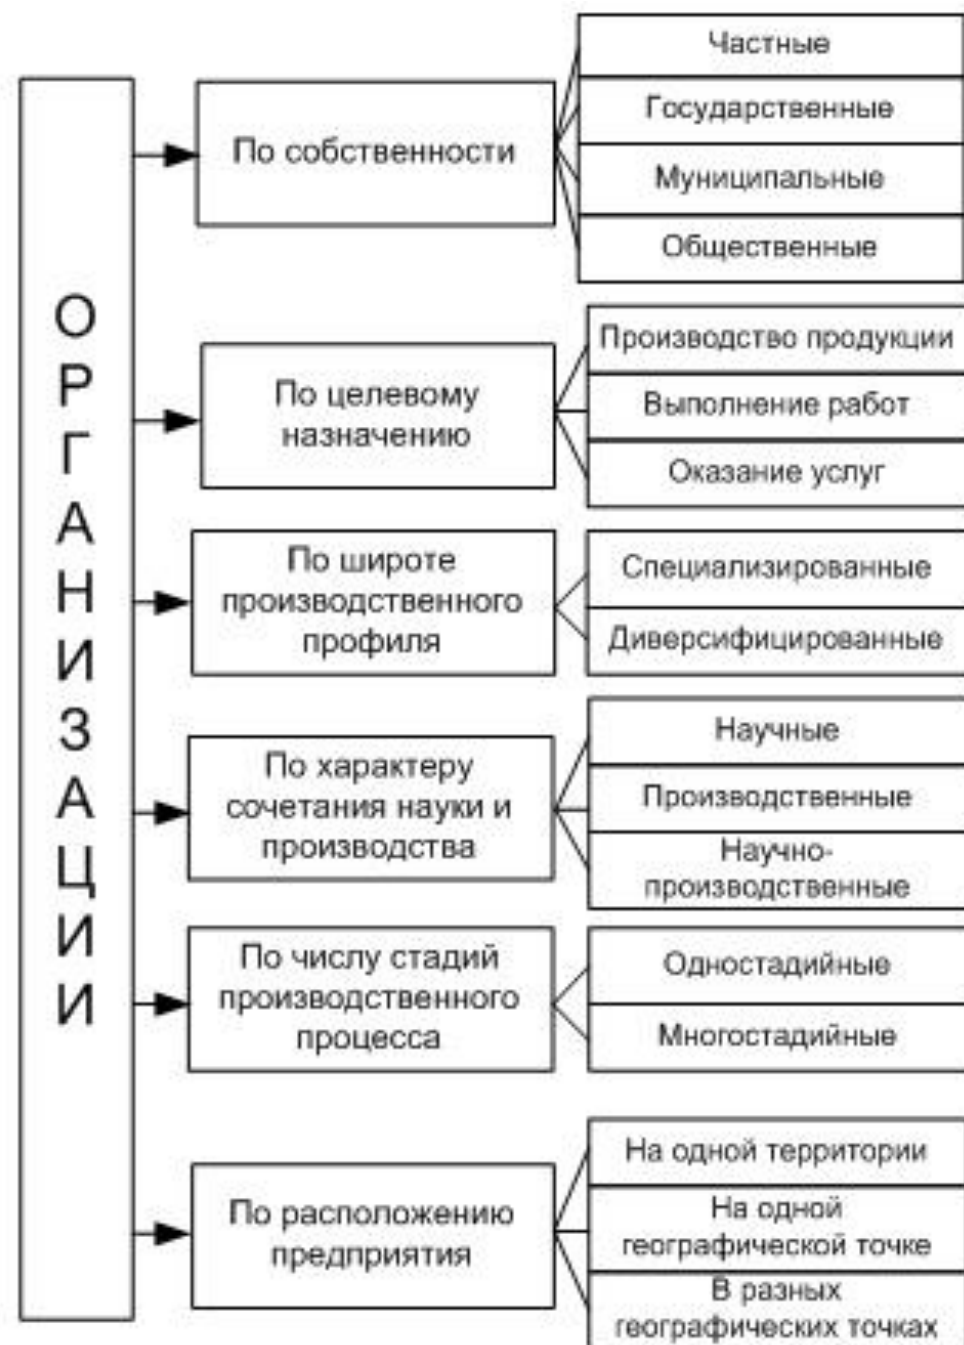 ОРГАНИЗАЦИИ
По собственности
Частные
Государственные
Муниципальные
Общественные
По целевому
назначению
Производство продукции
Выполнение работ
Оказание услуг
По широте
производственного
профиля
Специализированные
Диверсифицированные
По характеру
сочетания науки и
производства
Научные
Производственные
Научно-
производственные
По числу стадий
производственного
процесса
Одностадийные
Многостадийные
По расположению
предприятия
На одной территории
На одной
географической точке
В разных
географических точках